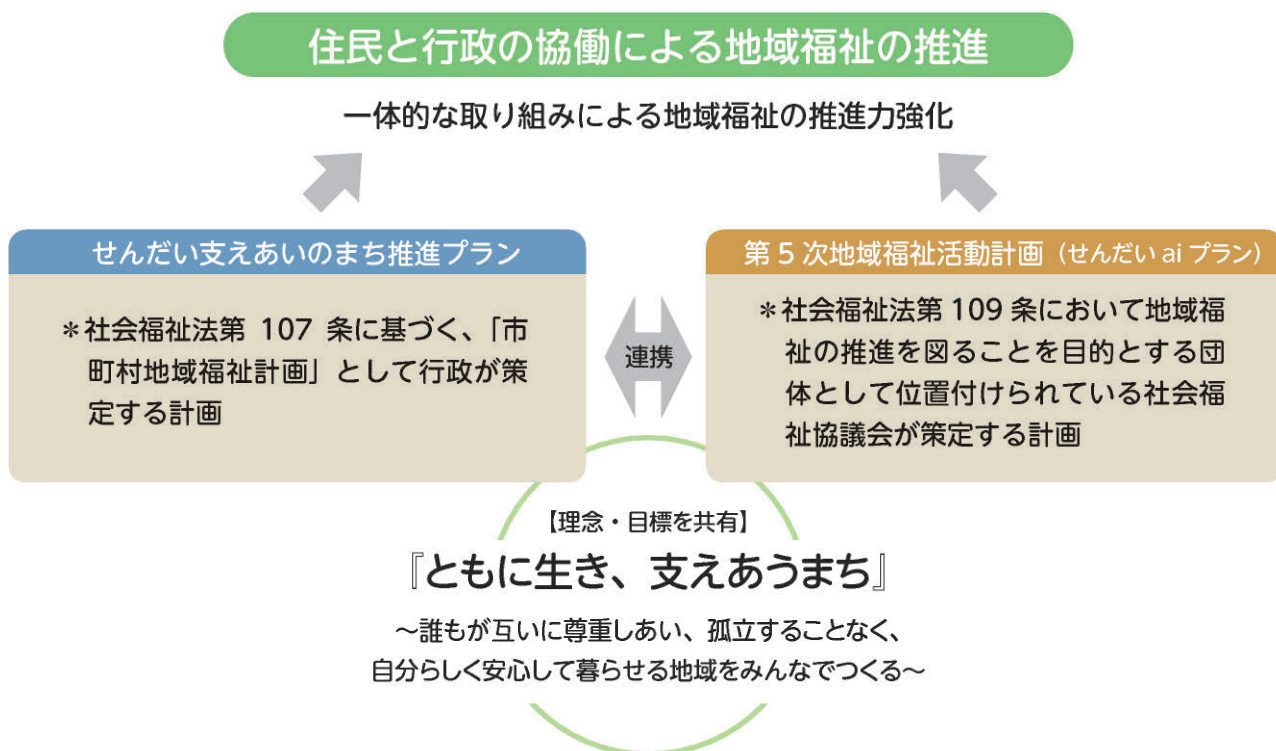 住民と行政の協働による地域福祉の推進
一体的な取り組みによる地域福祉の推進力強化
せんだい支えあいのまち推進プラン
＊社会福祉法第 107 条に基づく、「市
町村地域福祉計画」として行政が策
定する計画
連携
第 5 次地域福祉活動計画（せんだい ai プラン）
＊社会福祉法第 109 条において地域福
祉の推進を図ることを目的とする団
体として位置付けられている社会福
祉協議会が策定する計画
【理念・目標を共有】
『ともに生き、支えあうまち』
～誰もが互いに尊重しあい、孤立することなく、
自分らしく安心して暮らせる地域をみんなでつくる～